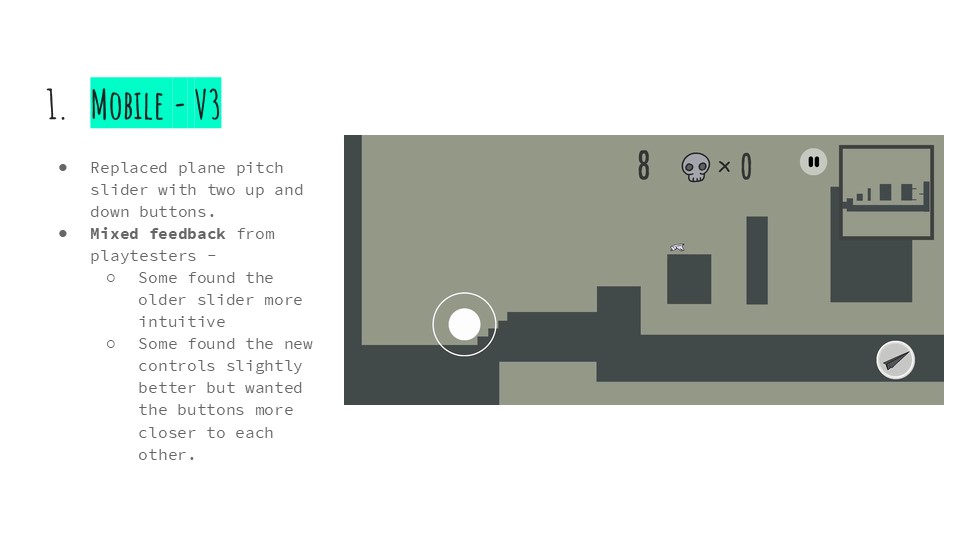 1. Mobile - V3
● Replaced plane pitch
slider with two up and
down buttons.
● Mixed feedback from
playtesters -
○ Some found the
older slider more
intuitive
○ Some found the new
controls slightly
better but wanted
the buttons more
closer to each
other.
8 × 0